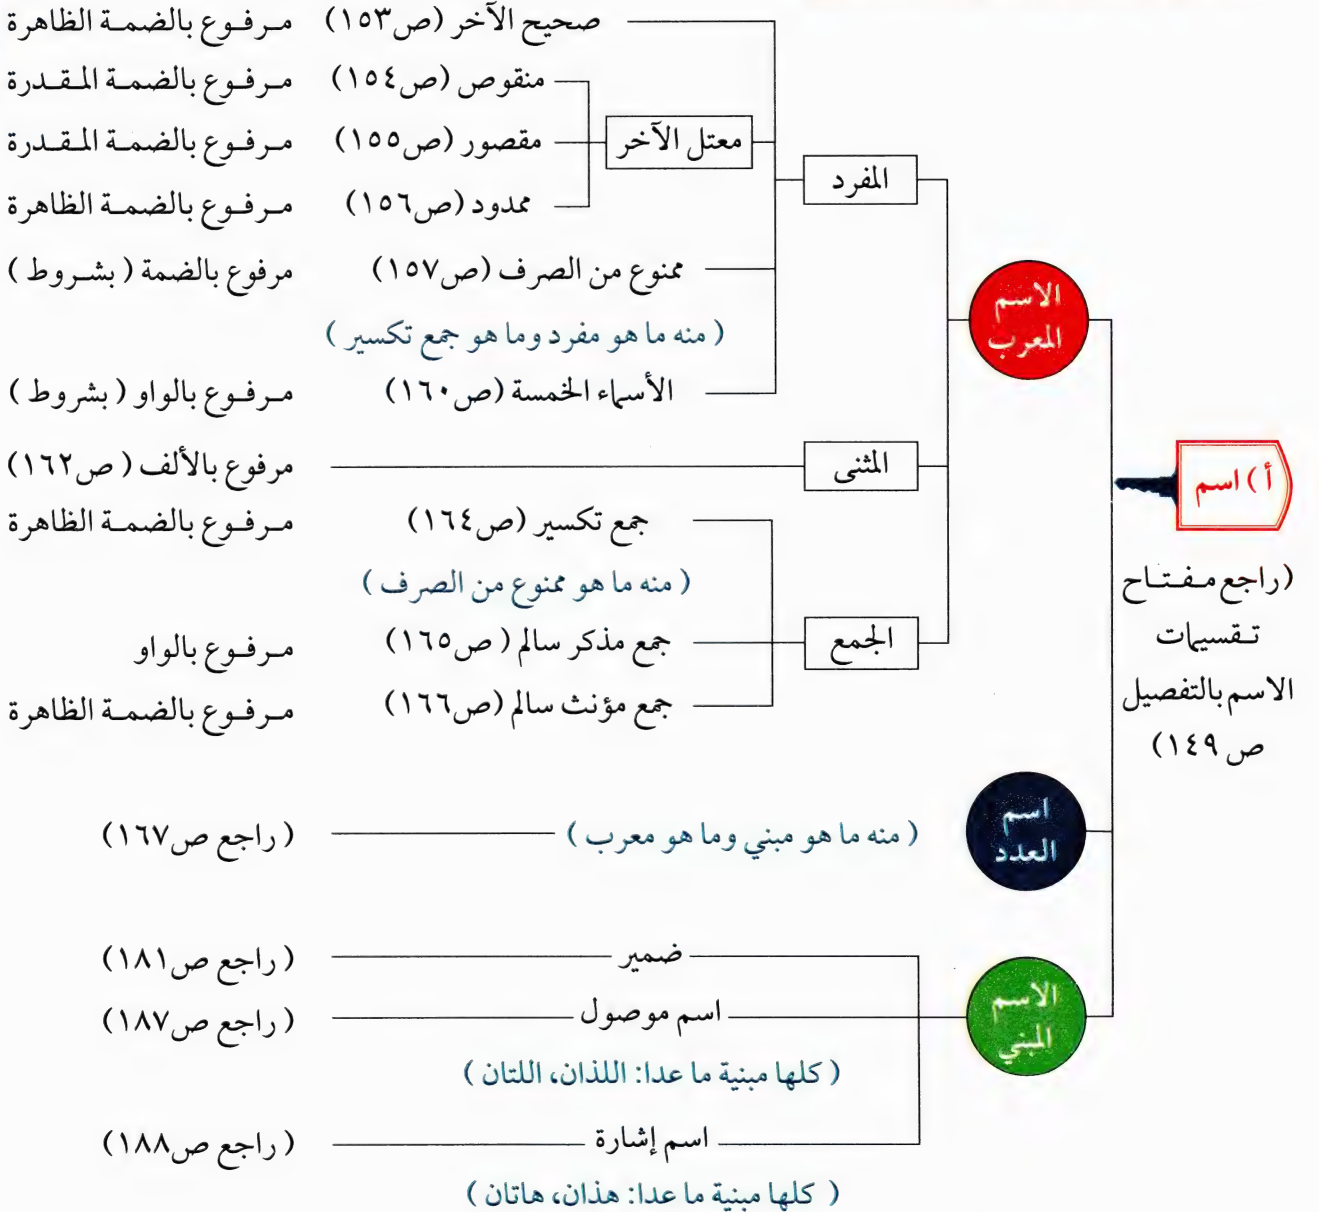 صحيح الآخر (ص١٥٣) مرفوع بالضمة الظاهرة
منقوص (ص١٥٤) مرفوع بالضمة المقدرة
معتل الآخر
مقصور (ص١٥٥) مرفوع بالضمة المقدرة
المفرد
ممدود (ص١٥٦) مرفوع بالضمة الظاهرة
ممنوع من الصرف (ص١٥٧) مرفوع بالضمة (بشروط)
الاسم
المعرب
(منه ما هو مفرد وما هو جمع تكسير)
الأسماء الخمسة (ص١٦٠) مرفوع بالواو (بشروط)
المثنى مرفوع بالألف (ص١٦٢)
أ) اسم
(راجع مفتاح
تقسيمات
الاسم بالتفصيل
ص ١٤٩)
جمع تكسير (ص١٦٤) مرفوع بالضمة الظاهرة
(منه ما هو ممنوع من الصرف)
الجمع
جمع مذكر سالم (ص١٦٥) مرفوع بالواو
جمع مؤنث سالم (ص١٦٦) مرفوع بالضمة الظاهرة
اسم
العدد
(منه ما هو مبني وما هو معرب) (راجع ص١٦٧)
ضمير (راجع ص١٨١)
الاسم
المبني
اسم موصول (راجع ص١٨٧)
(كلها مبنية ما عدا: اللذان، اللتان)
اسم إشارة (راجع ص١٨٨)
(كلها مبنية ما عدا: هذان، هاتان)